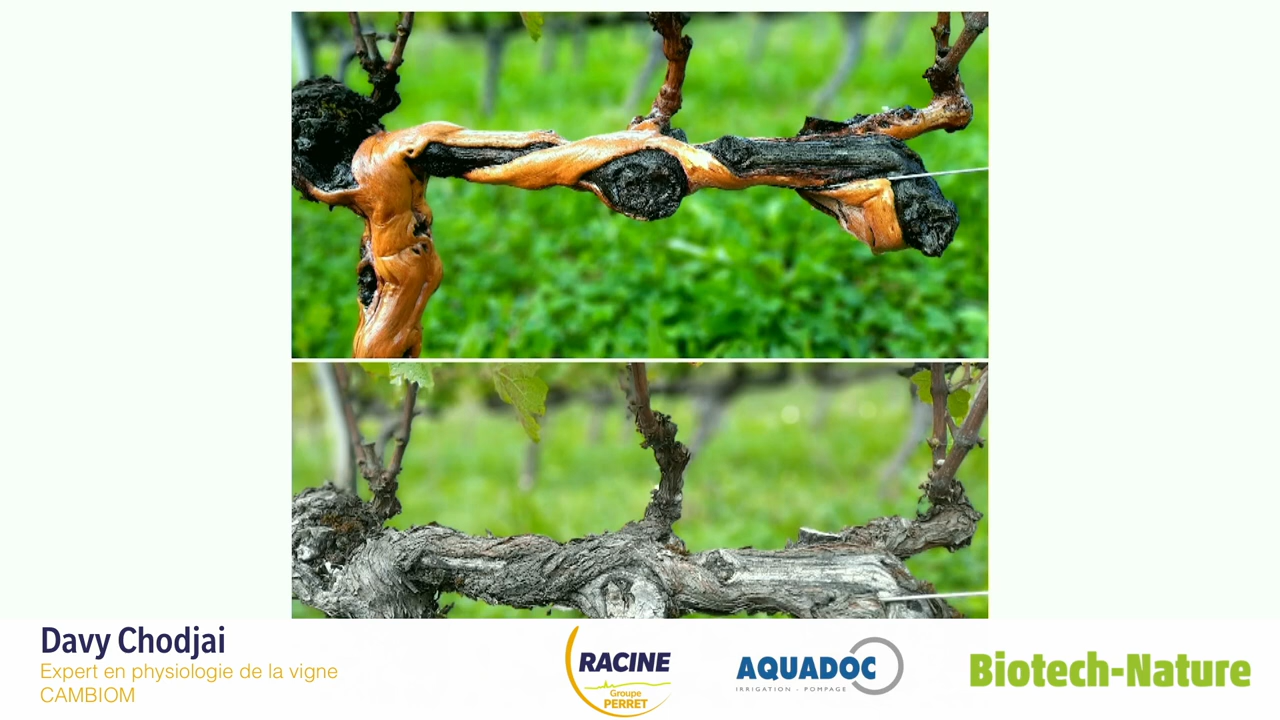 Davy Chodjai
Expert en physiologie de la vigne
CAMBIOM
RACINE
Groupe
PERRET
AQUADOC
IRRIGATION - POMPAGE
Biotech-Nature